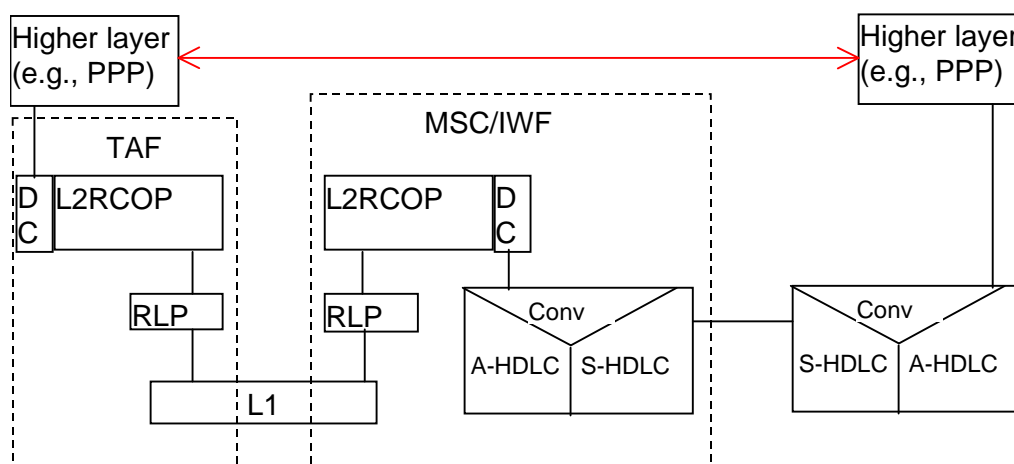 Higher layer
(e.g., PPP)
Higher layer
(e.g., PPP)
MSC/IWF
TAF
D
C
L2RCOP
L2RCOP
D
C
RLP
RLP
Conv
Conv
A-HDLC
S-HDLC
S-HDLC
A-HDLC
L1